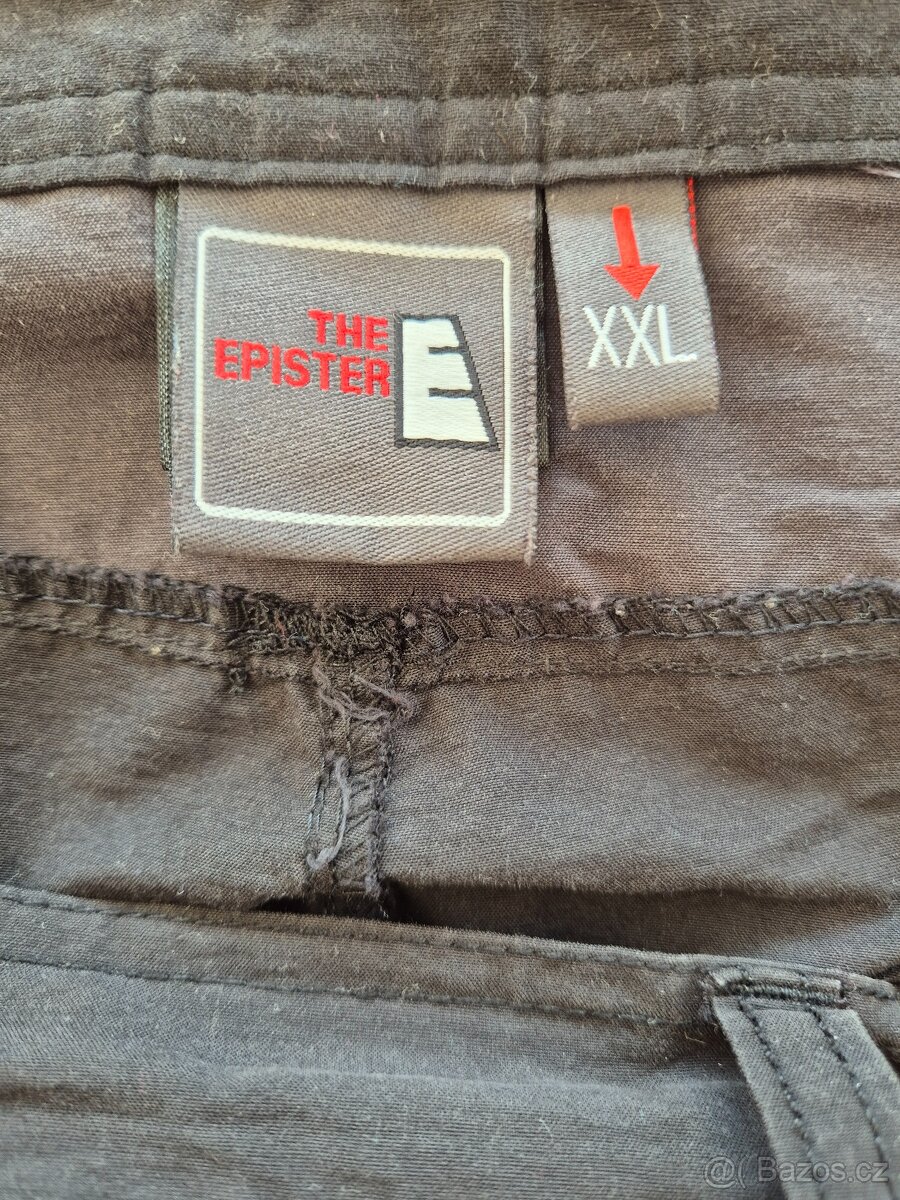 THE
EPISTER
XXL
@( Bazos.cz